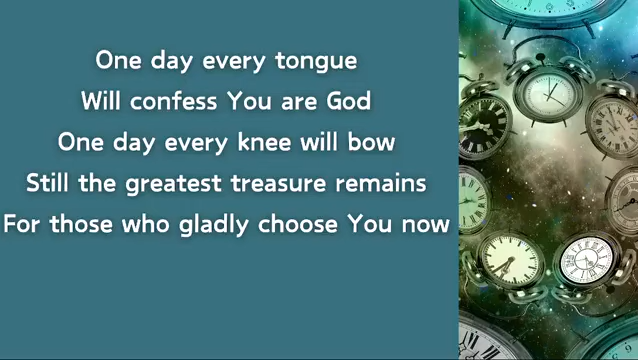 One day every tongue
Will confess You are God
One day every knee will bow
Still the greatest treasure remains
For those who gladly choose You now